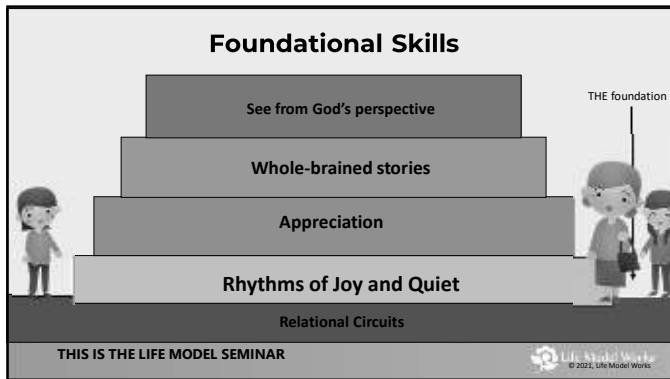 Foundational Skills
THE foundation
See from God's perspective
Whole-brained stories
Appreciation
Rhythms of Joy and Quiet
Relational Circuits
THIS IS THE LIFE MODEL SEMINAR
Life Model Works
© 2021, Life Model Works